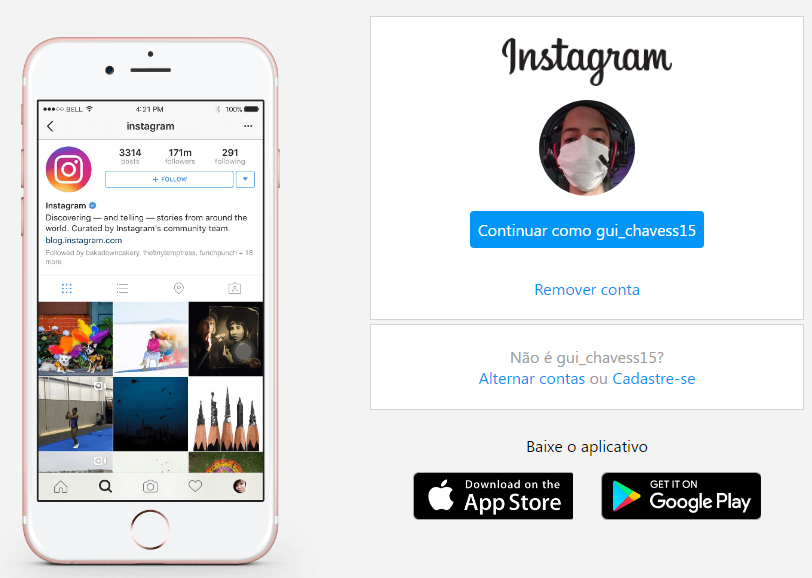 BELL
4:21 PM
100%
instagram
3314
171m
291
posts
followers
following
+ FOLLOW
Instagram
Discovering — and telling — stories from around the
world. Curated by Instagram's community team.
blog.instagram.com
Followed by bakedownbakery, thetinytemptress, funchpunch + 18
more
Instagram
Continuar como gui_chavess15
Remover conta
Não é gui_chavess15?
Alternar contas ou Cadastre-se
Baixe o aplicativo
Download on the
App Store
GET IT ON
Google Play